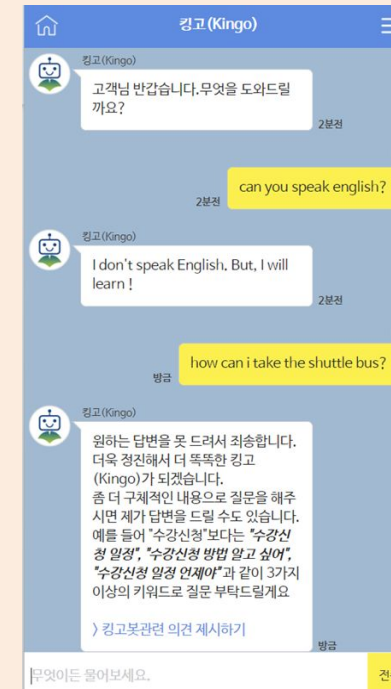 킹고(Kingo)
킹고(Kingo)
고객님 반갑습니다.무엇을 도와드릴
까요?
2분전
can you speak english?
2분전
킹고(Kingo)
I don't speak English. But, I will
learn !
2분전
how can i take the shuttle bus?
방금
킹고(Kingo)
원하는 답변을 못 드려서 죄송합니다.
더욱 정진해서 더 똑똑한 킹고
(Kingo)가 되겠습니다.
좀 더 구체적인 내용으로 질문을 해주
시면 제가 답변을 드릴 수도 있습니다.
예를 들어 "수강신청"보다는 "수강신
청 일정", "수강신청 방법 알고 싶어",
"수강신청 일정 언제야"과 같이 3가지
이상의 키워드로 질문 부탁드릴게요
〉킹고봇관련 의견 제시하기
방금
무엇이든 물어보세요.